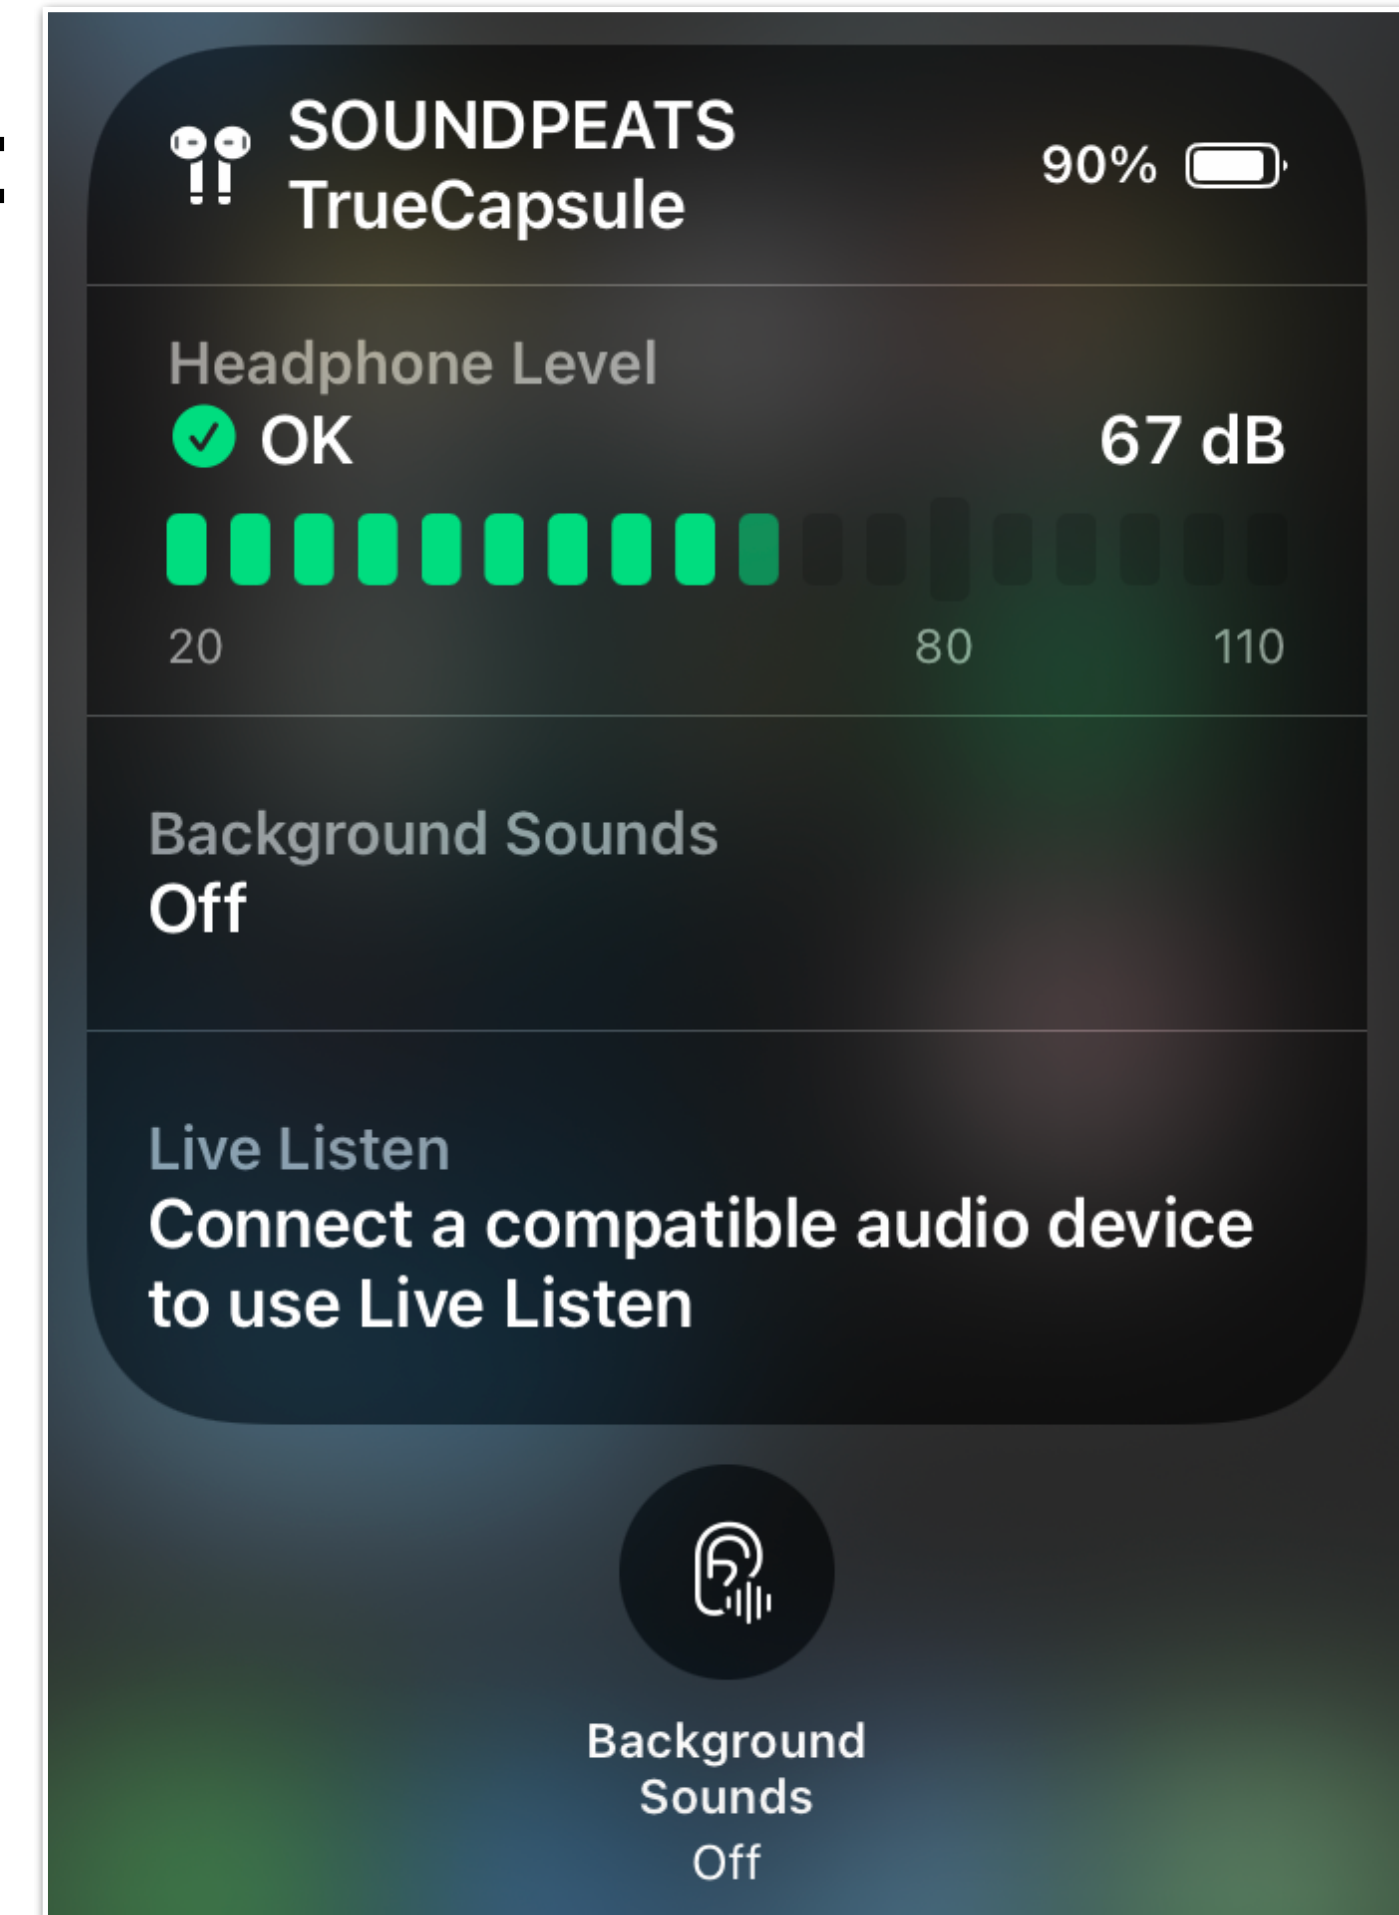 SOUNDPEATS
TrueCapsule
90%
Headphone Level
OK
67 dB
20
80
110
Background Sounds
Off
Live Listen
Connect a compatible audio device
to use Live Listen
Background
Sounds
Off